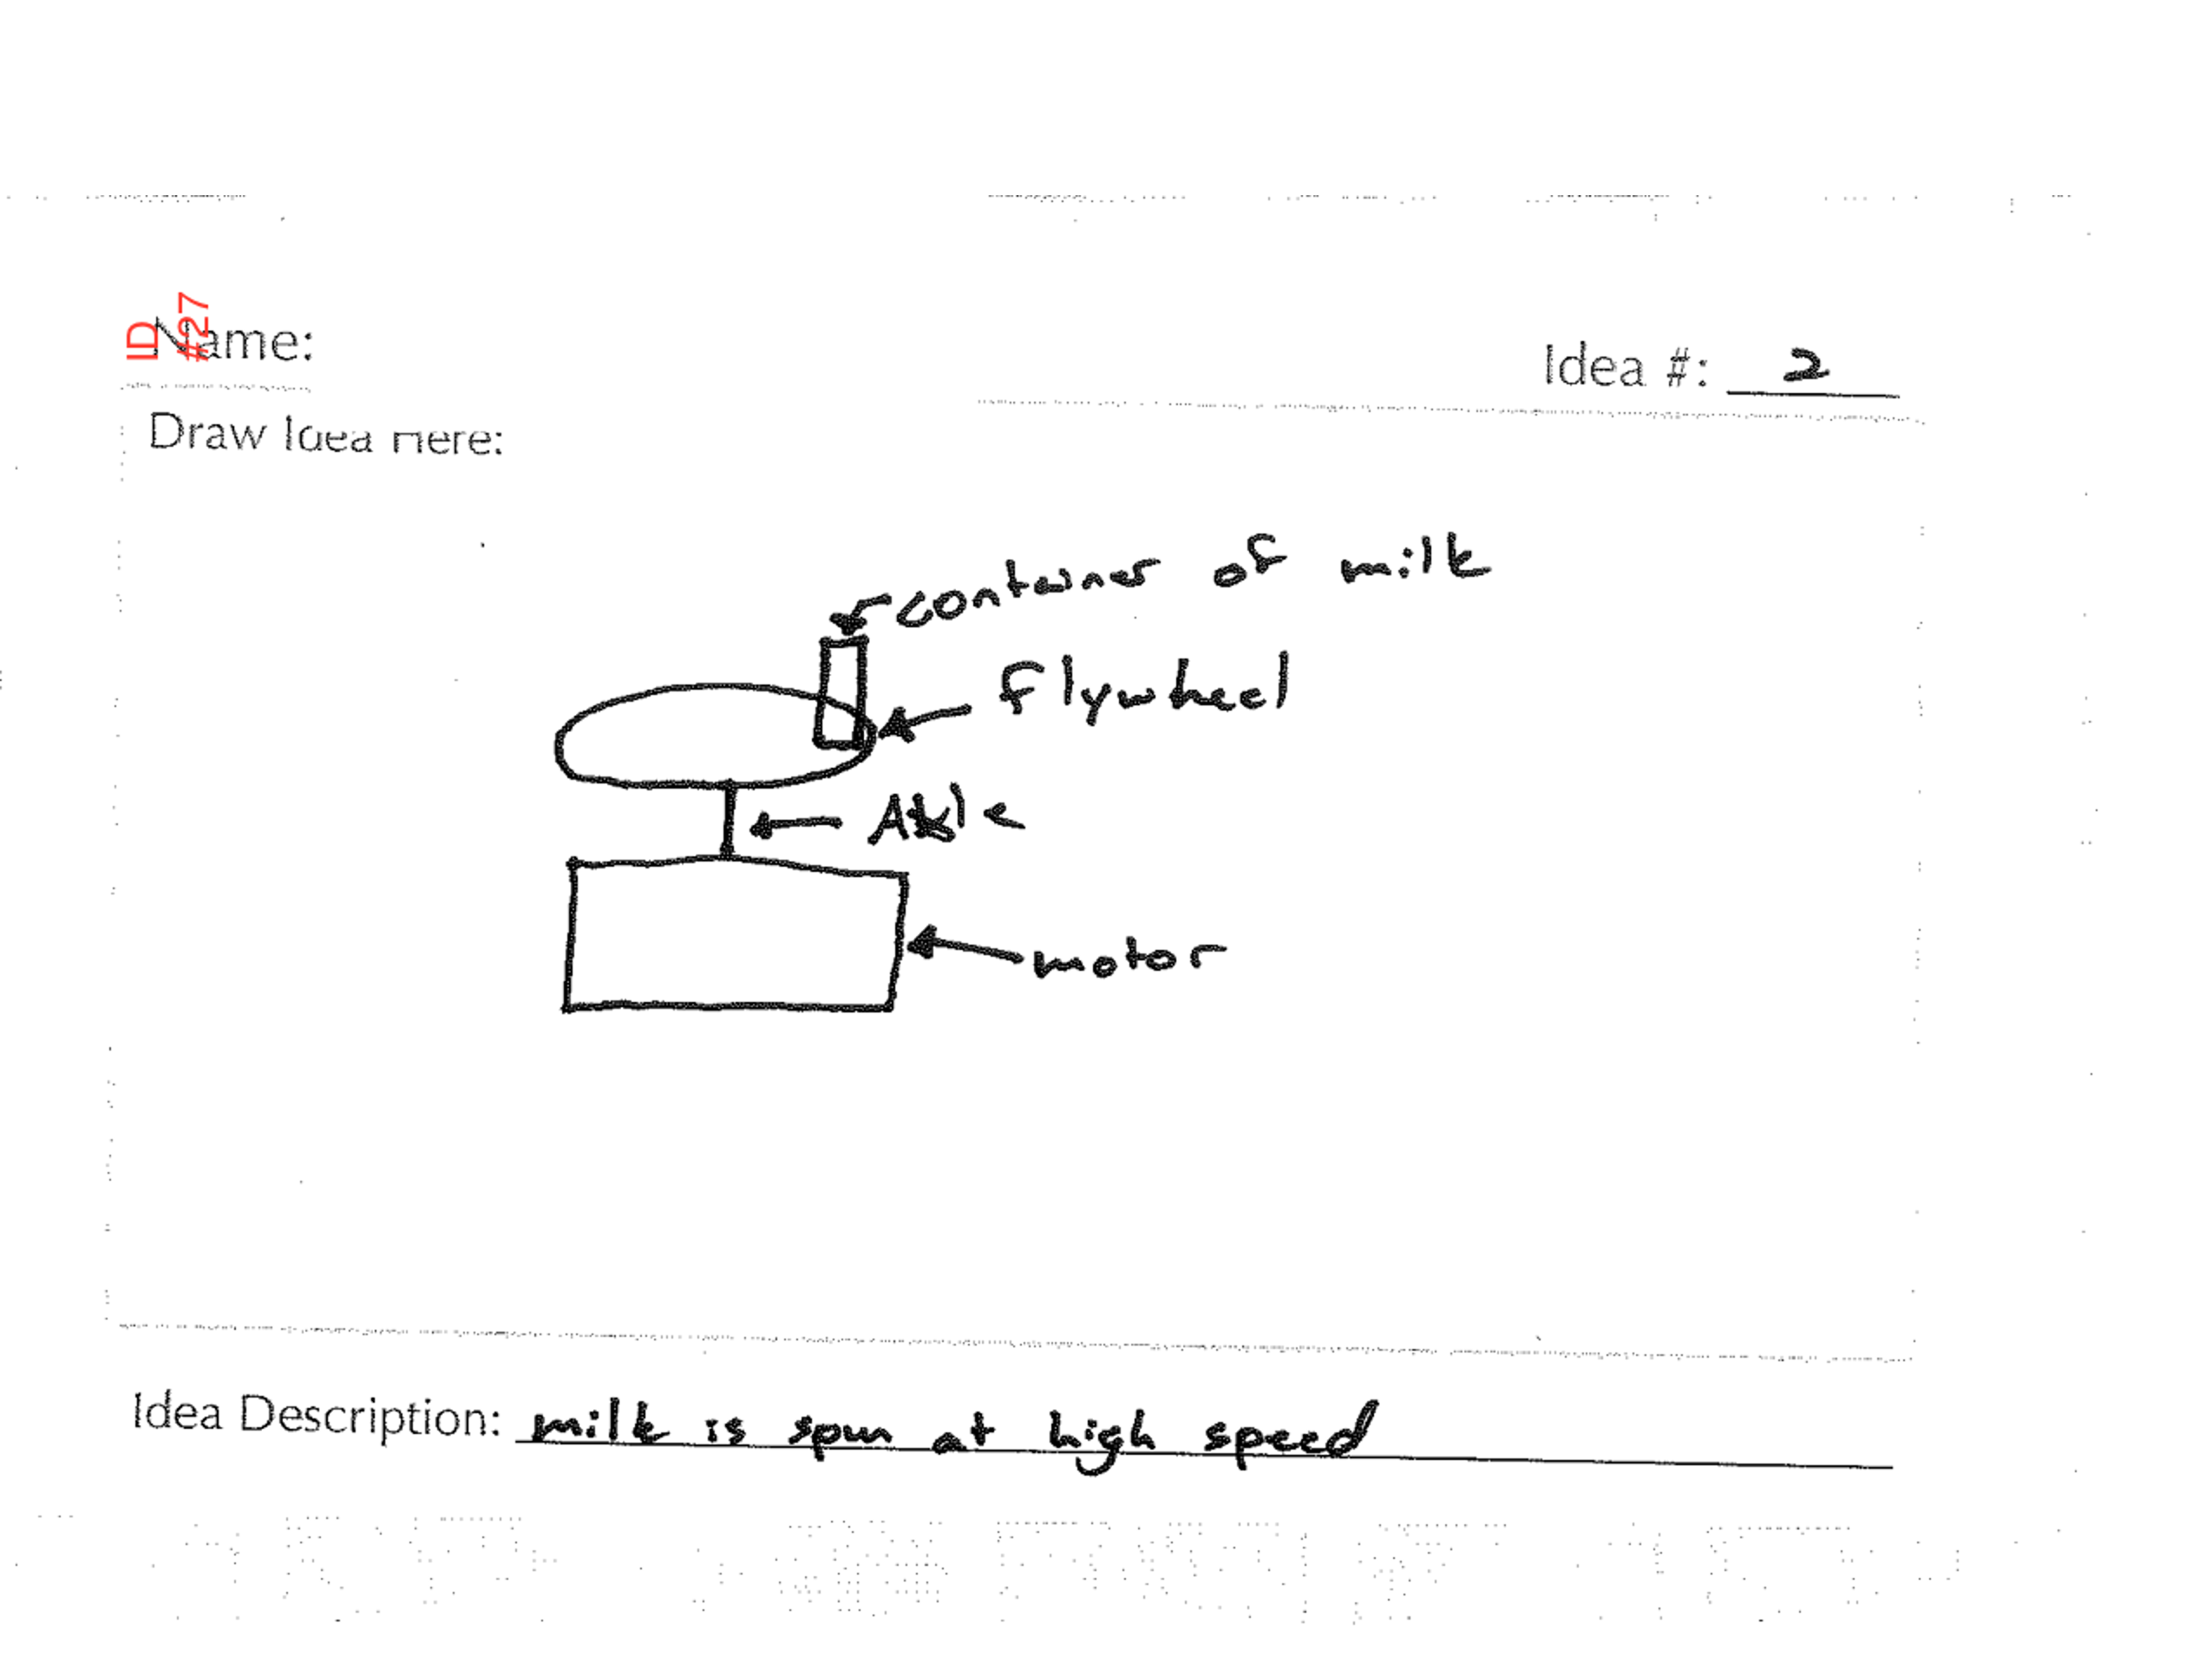 ID
#27
Name:
Idea #: 2
Draw Idea Here:
container of milk
flywheel
Axle
motor
Idea Description: milk is spun at high speed